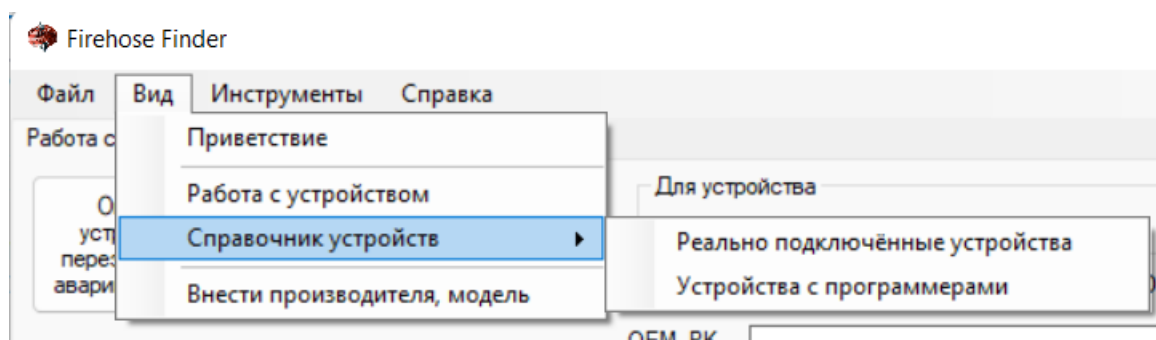 Firehose Finder
Файл Вид Инструменты Справка
Приветствие
Работа с устройством
Для устройства
Справочник устройств
Реально подключённые устройства
Устройства с программерами
Внести производителя, модель